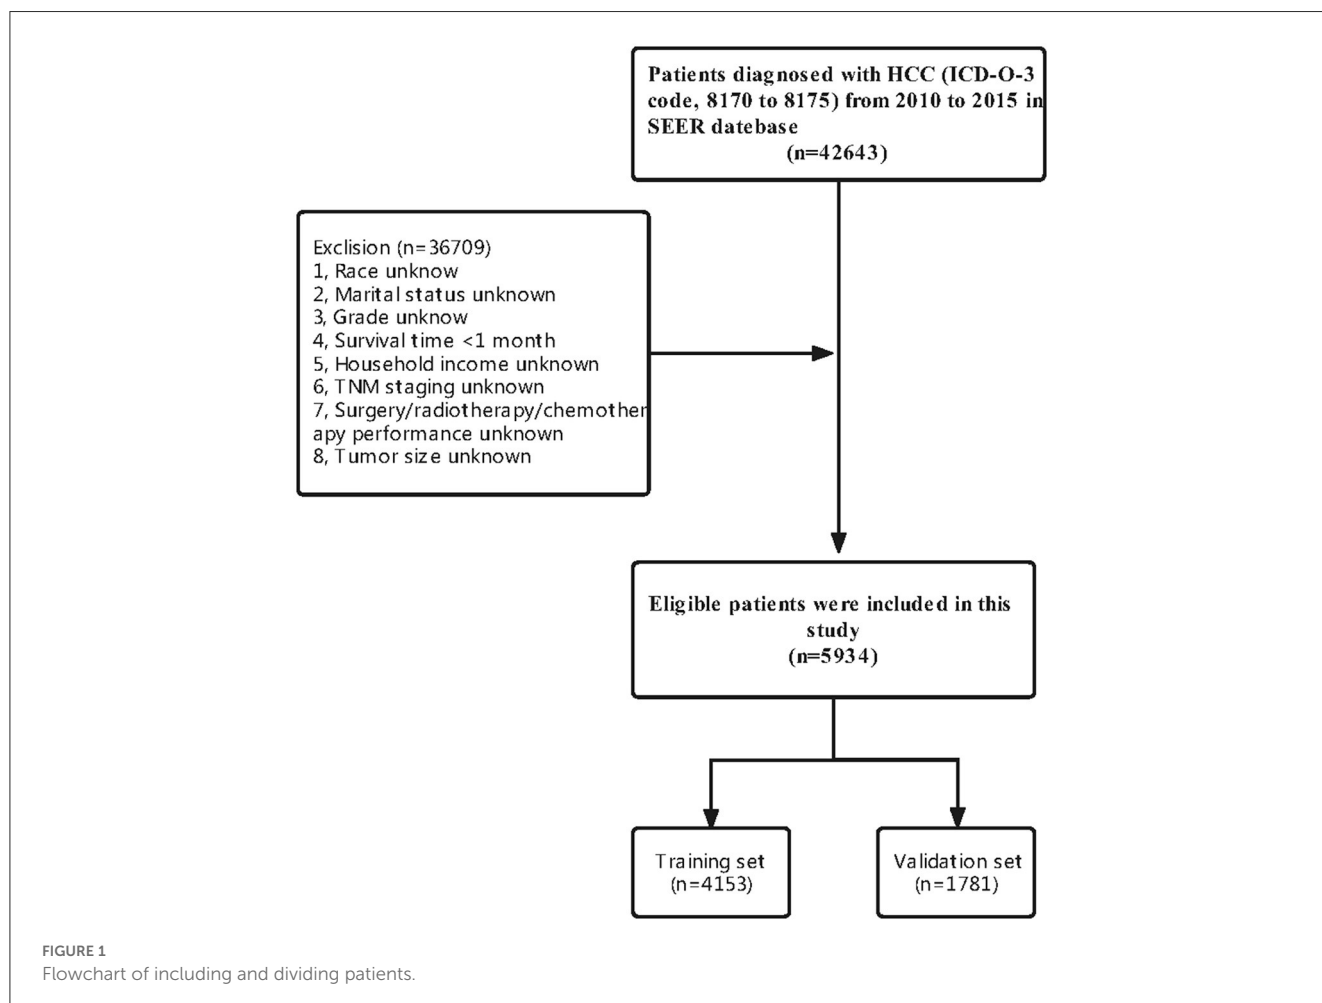 Patients diagnosed with HCC (ICD-O-3
code, 8170 to 8175) from 2010 to 2015 in
SEER datebase
(n=42643)
Exclision (n=36709)
1, Race unknow
2, Marital status unknown
3, Grade unknow
4, Survival time <1 month
5, Household income unknown
6, TNM staging unknown
7, Surgery/radiotherapy/chemother
apy performance unknown
8, Tumor size unknown
Eligible patients were included in this
study
(n=5934)
Training set
(n=4153)
Validation set
(n=1781)
FIGURE 1
Flowchart of including and dividing patients.